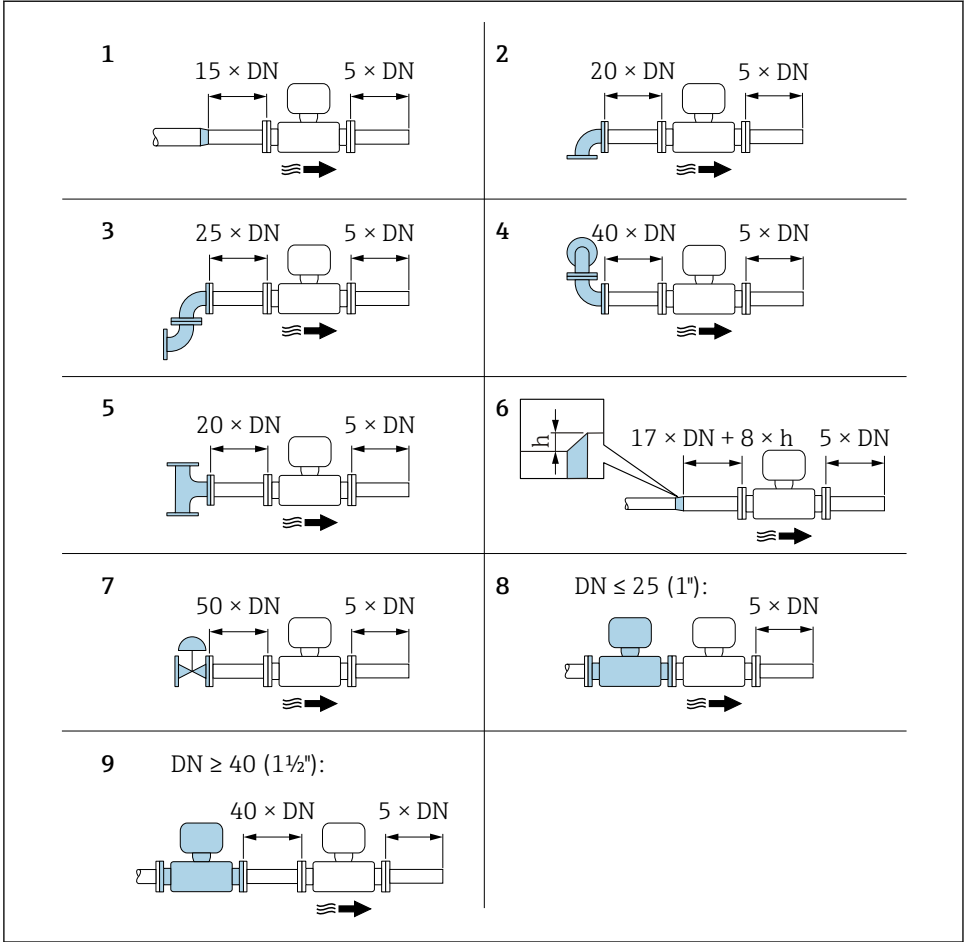 1
15 × DN 5 × DN
2
20 × DN 5 × DN
3
25 × DN 5 × DN
4
40 × DN 5 × DN
5
20 × DN 5 × DN
6
h
17 × DN + 8 × h 5 × DN
7
50 × DN 5 × DN
8 DN ≤ 25 (1"):
5 × DN
9 DN ≥ 40 (1½"):
40 × DN 5 × DN